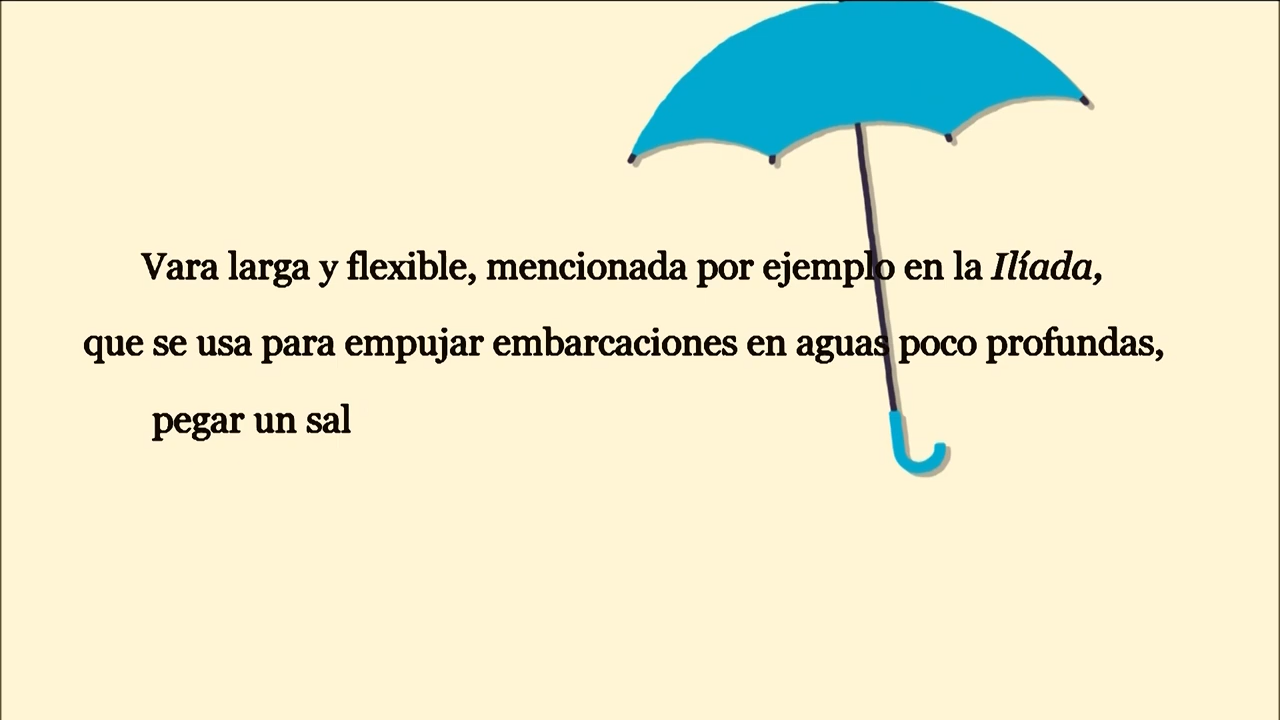 Vara larga y flexible, mencionada por ejemplo en la Ilíada,
que se usa para empujar embarcaciones en aguas poco profundas,
pegar un sal